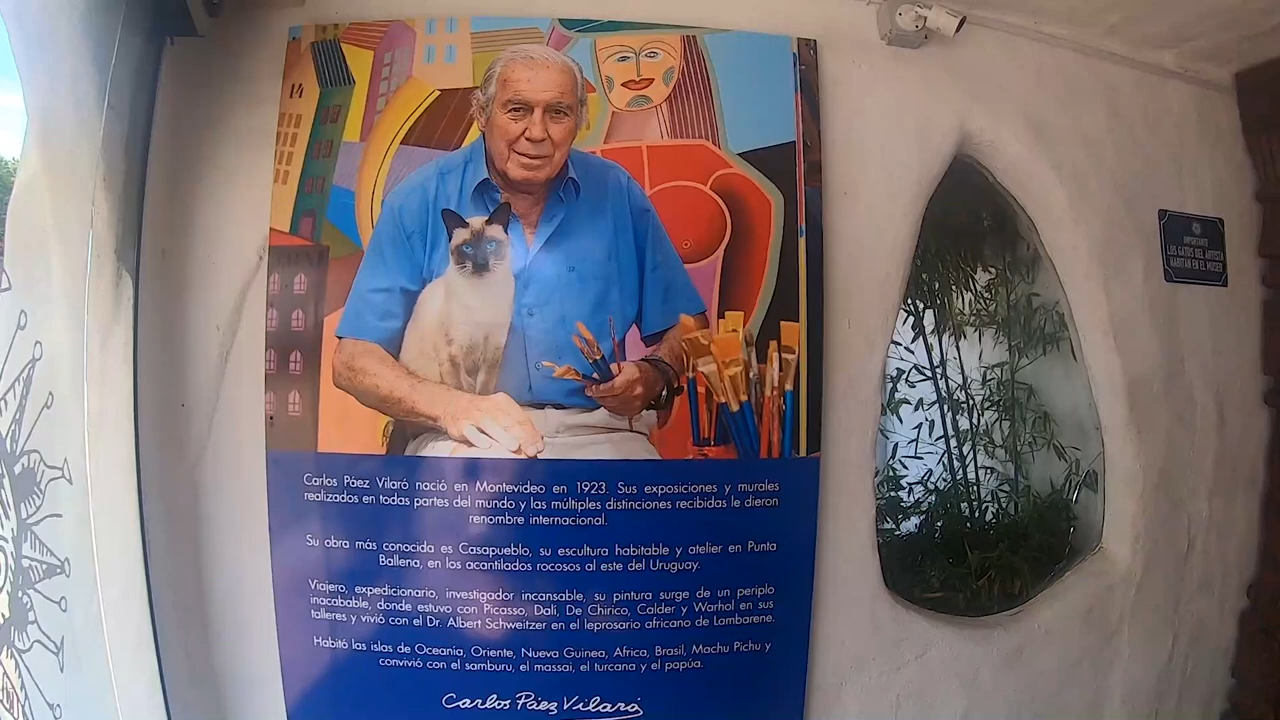 14
Carlos Páez Vilaró nació en Montevideo en 1923. Sus exposiciones y murales
realizados en todas partes del mundo y las múltiples distinciones recibidas le dieron
renombre internacional.
Su obra más conocida es Casapueblo, su escultura habitable y atelier en Punta
Ballena, en los acantilados rocosos al este del Uruguay.
Viajero, expedicionario, investigador incansable, su pintura surge de un periplo
inacabable, donde estuvo con Picasso, Dalí, De Chirico, Calder y Warhol en sus
talleres y vivió con el Dr. Albert Schweitzer en el leprosario africano de Lambarene.
Habitó las islas de Oceanía, Oriente, Nueva Guinea, Africa, Brasil, Machu Pichu y
convivió con el samburu, el massai, el turcana y el papúa.
Carlos Páez Vilaró
IMPORTANTE
LOS GATOS DEL ARTISTA
HABITAN EN EL MUSEO